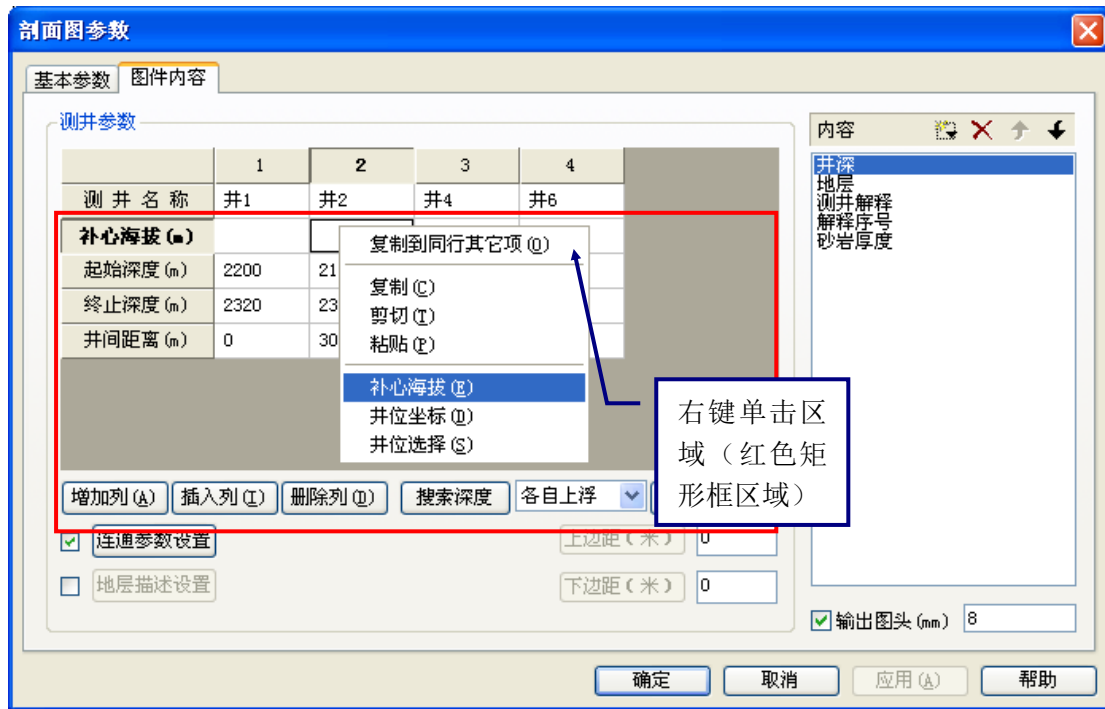 剖面图参数
基本参数 图件内容
测井参数
1 2 3 4
测 井 名 称 井1 井2 井4 井6
补心海拔(m)
起始深度(m) 2200 21
终止深度(m) 2320 23
井间距离(m) 0 30
复制到同行其它项(O)
复制(C)
剪切(T)
粘贴(P)
补心海拔(E)
井位坐标(D)
井位选择(S)
右键单击区
域（红色矩
形框区域）
增加列(A) 插入列(I) 删除列(D) 搜索深度 各自上浮
连通参数设置 上边距(米) 0
地层描述设置 下边距(米) 0
内容
井深
地层
测井解释
解释序号
砂岩厚度
输出图头(mm) 8
确定 取消 应用(A) 帮助